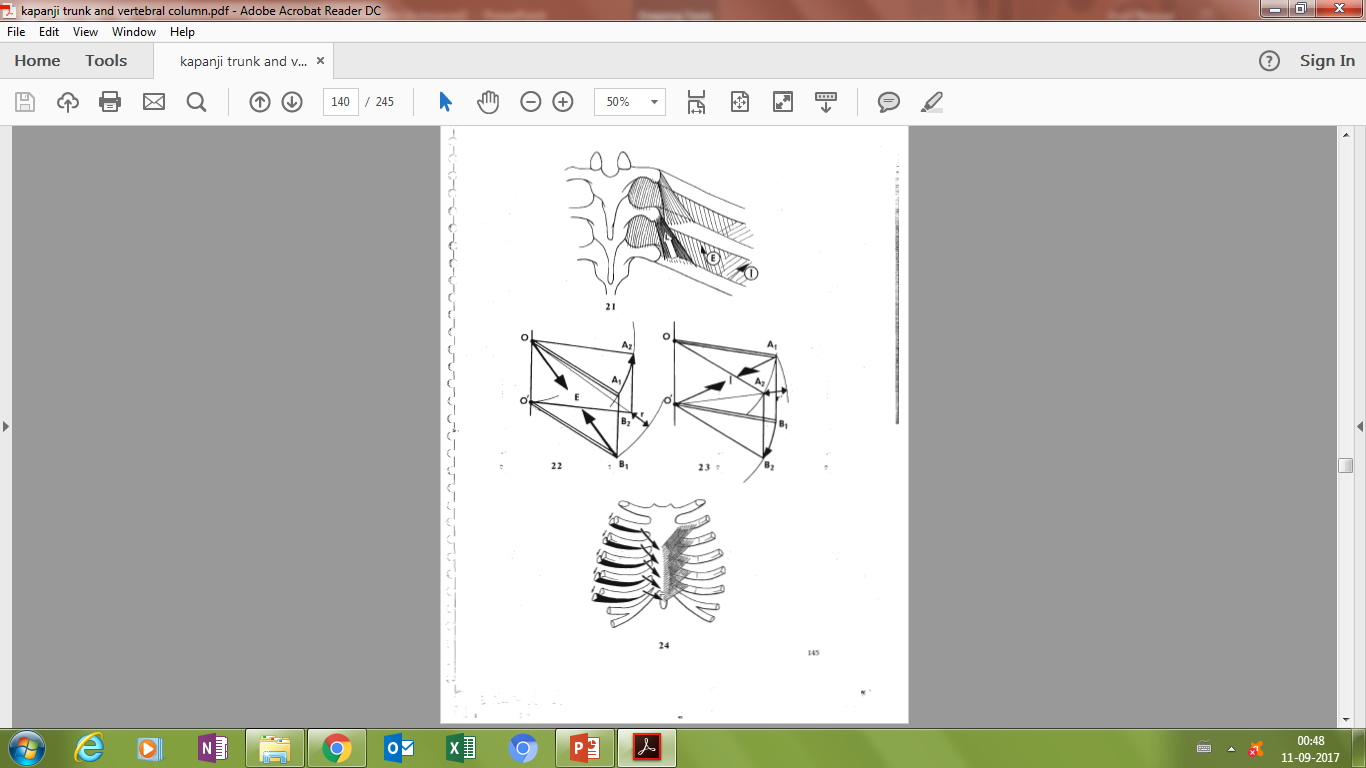 kapanji trunk and vertebral column.pdf - Adobe Acrobat Reader DC
File Edit View Window Help
Home Tools kapanji trunk and v... × ? Sign In
140 / 245 50%
L
E
I
21
O A2
A1
E
O'
B2 r
B1
22
O A1
I A2
r
O'
B1
B2
23
24
145
00:48
11-09-2017